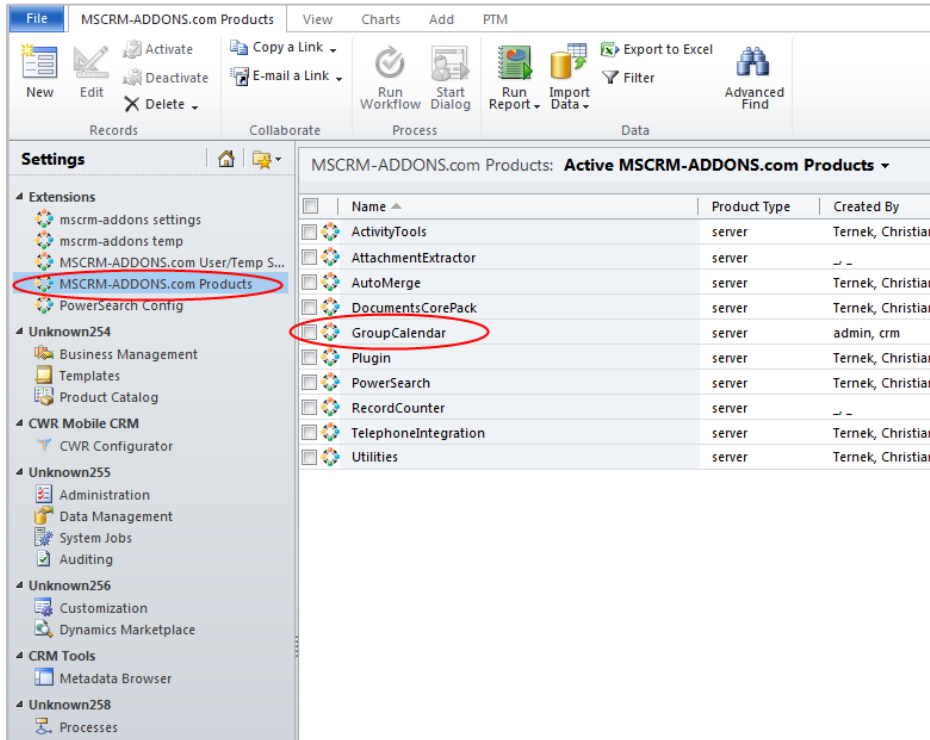 File MSCRM-ADDONS.com Products View Charts Add PTM
New
Edit
Activate
Deactivate
Delete
Records
Copy a Link
E-mail a Link
Collaborate
Run Workflow
Start Dialog
Process
Run Report
Import Data
Export to Excel
Filter
Advanced Find
Data
Settings
Extensions
mscrm-addons settings
mscrm-addons temp
MSCRM-ADDONS.com User/Temp S...
MSCRM-ADDONS.com Products
PowerSearch Config
Unknown254
Business Management
Templates
Product Catalog
CWR Mobile CRM
CWR Configurator
Unknown255
Administration
Data Management
System Jobs
Auditing
Unknown256
Customization
Dynamics Marketplace
CRM Tools
Metadata Browser
Unknown258
Processes
MSCRM-ADDONS.com Products: Active MSCRM-ADDONS.com Products
Name Product Type Created By
ActivityTools server Ternek, Christian
AttachmentExtractor server _, _
AutoMerge server Ternek, Christian
DocumentsCorePack server Ternek, Christian
GroupCalendar server admin, crm
Plugin server Ternek, Christian
PowerSearch server Ternek, Christian
RecordCounter server _, _
TelephoneIntegration server Ternek, Christian
Utilities server Ternek, Christian